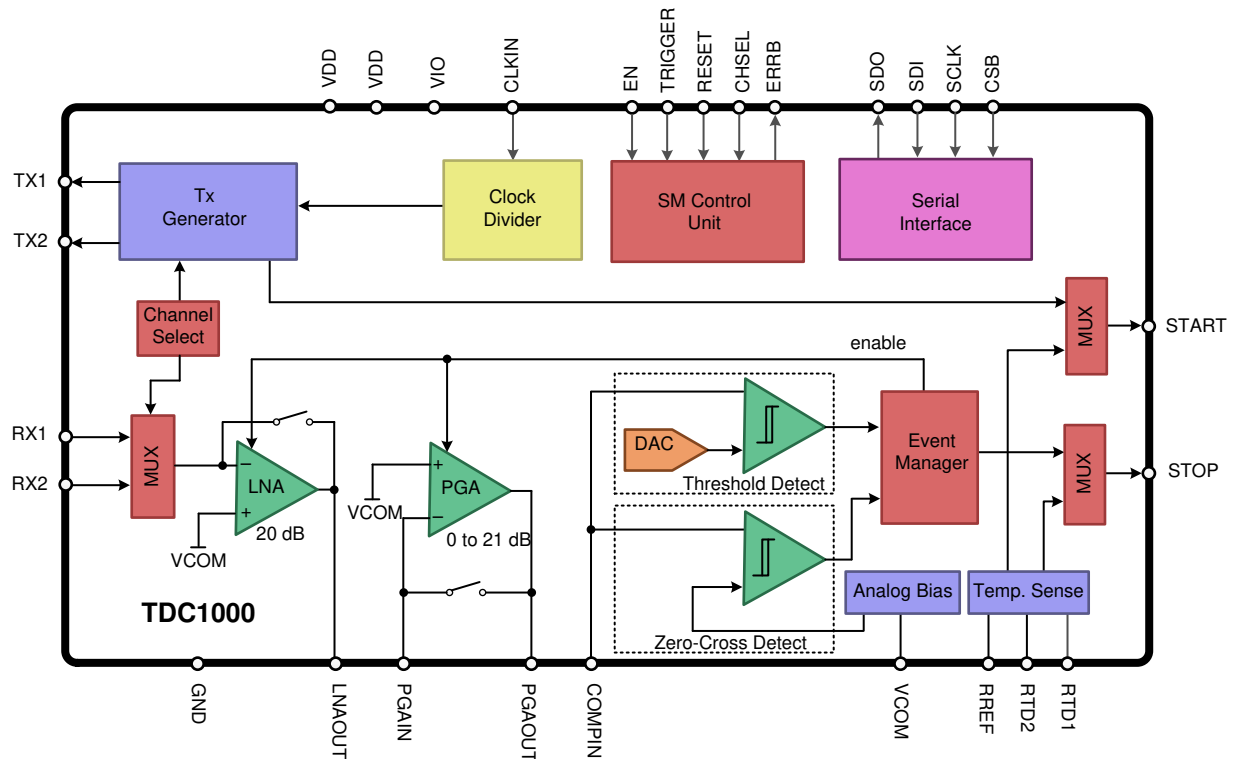 VDD
VDD
VIO
CLKIN
EN
TRIGGER
RESET
CHSEL
ERRB
SDO
SDI
SCLK
CSB
TX1
TX2
Tx
Generator
Clock
Divider
SM Control
Unit
Serial
Interface
Channel
Select
MUX
START
enable
RX1
RX2
MUX
LNA
−
+
20 dB
VCOM
PGA
+
−
VCOM
0 to 21 dB
DAC
Threshold Detect
Event
Manager
MUX
STOP
Zero-Cross Detect
Analog Bias
Temp. Sense
TDC1000
GND
LNAOUT
PGAIN
PGAOUT
COMPIN
VCOM
RREF
RTD2
RTD1